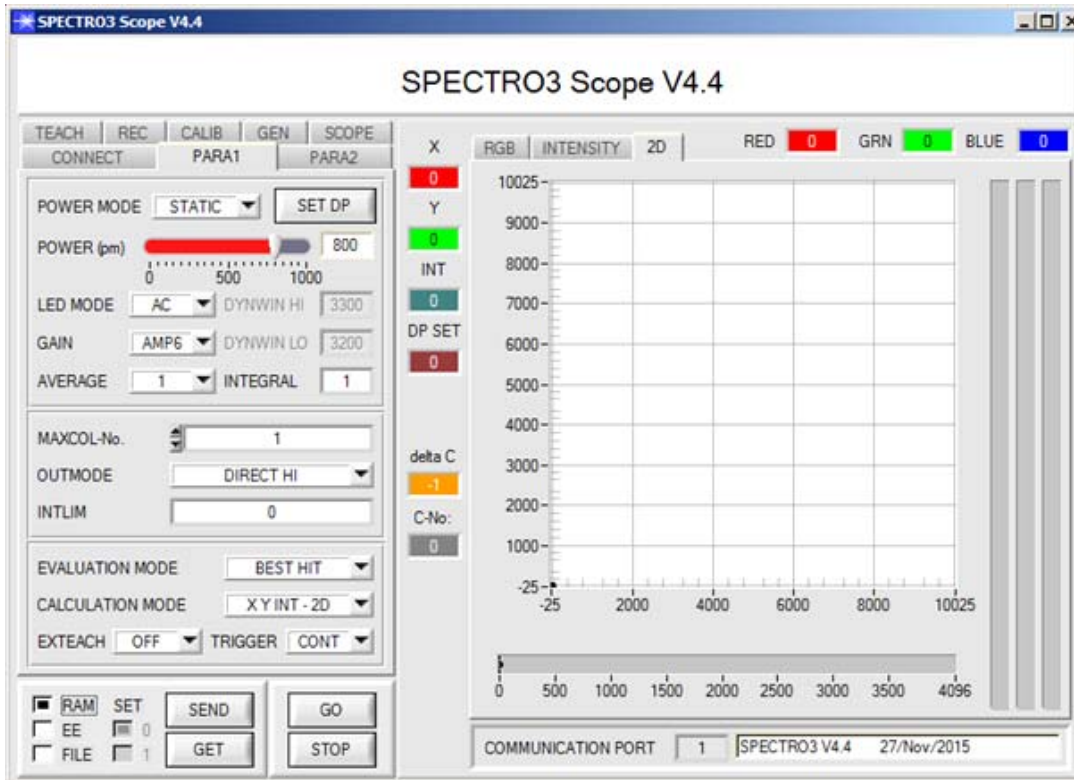 SPECTRO3 Scope V4.4
SPECTRO3 Scope V4.4
TEACH REC CALIB GEN SCOPE
CONNECT PARA1 PARA2
POWER MODE STATIC SET DP
POWER (pm) 800
0 500 1000
LED MODE AC DYNWIN HI 3300
GAIN AMP6 DYNWIN LO 3200
AVERAGE 1 INTEGRAL 1
MAXCOL-No. 1
OUTMODE DIRECT HI
INTLIM 0
EVALUATION MODE BEST HIT
CALCULATION MODE X Y INT - 2D
EXTEACH OFF TRIGGER CONT
RAM SET SEND GO
EE 0
FILE 1 GET STOP
X
0
Y
0
INT
0
DP SET
0
delta C
-1
C-No:
0
RGB INTENSITY 2D RED 0 GRN 0 BLUE 0
10025
9000
8000
7000
6000
5000
4000
3000
2000
1000
-25
-25 2000 4000 6000 8000 10025
0 500 1000 1500 2000 2500 3000 3500 4096
COMMUNICATION PORT 1 SPECTRO3 V4.4 27/Nov/2015